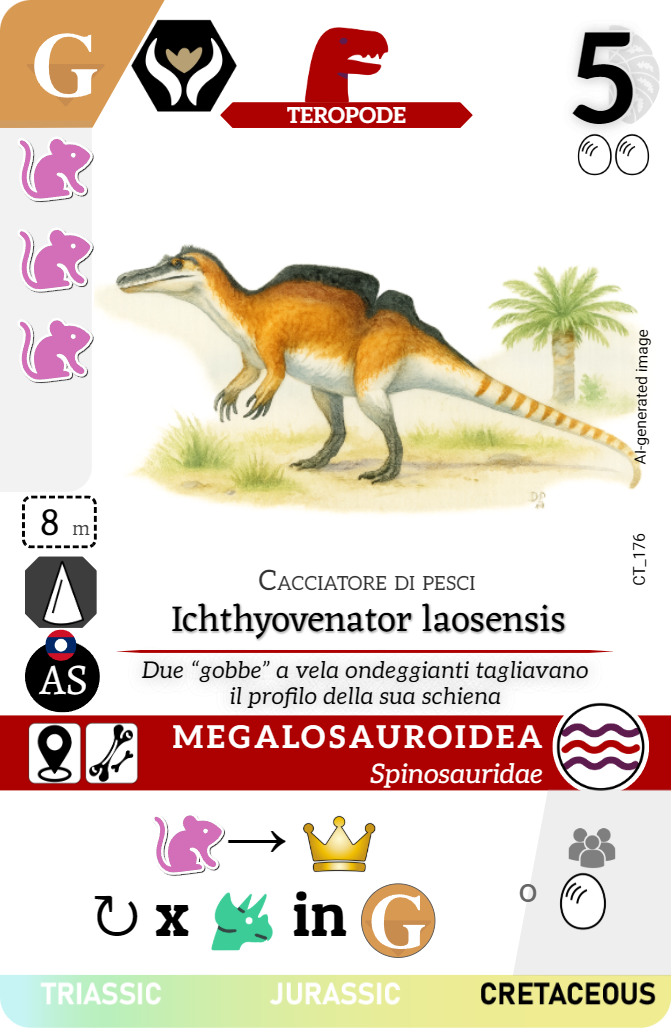 G
TEROPODE
5
AI-generated image
8 m
CT_176
CACCIATORE DI PESCI
Ichthyovenator laosensis
AS
Due “gobbe” a vela ondeggianti tagliavano
il profilo della sua schiena
MEGALOSAUROIDEA
Spinosauridae
x in G
o
TRIASSIC JURASSIC CRETACEOUS